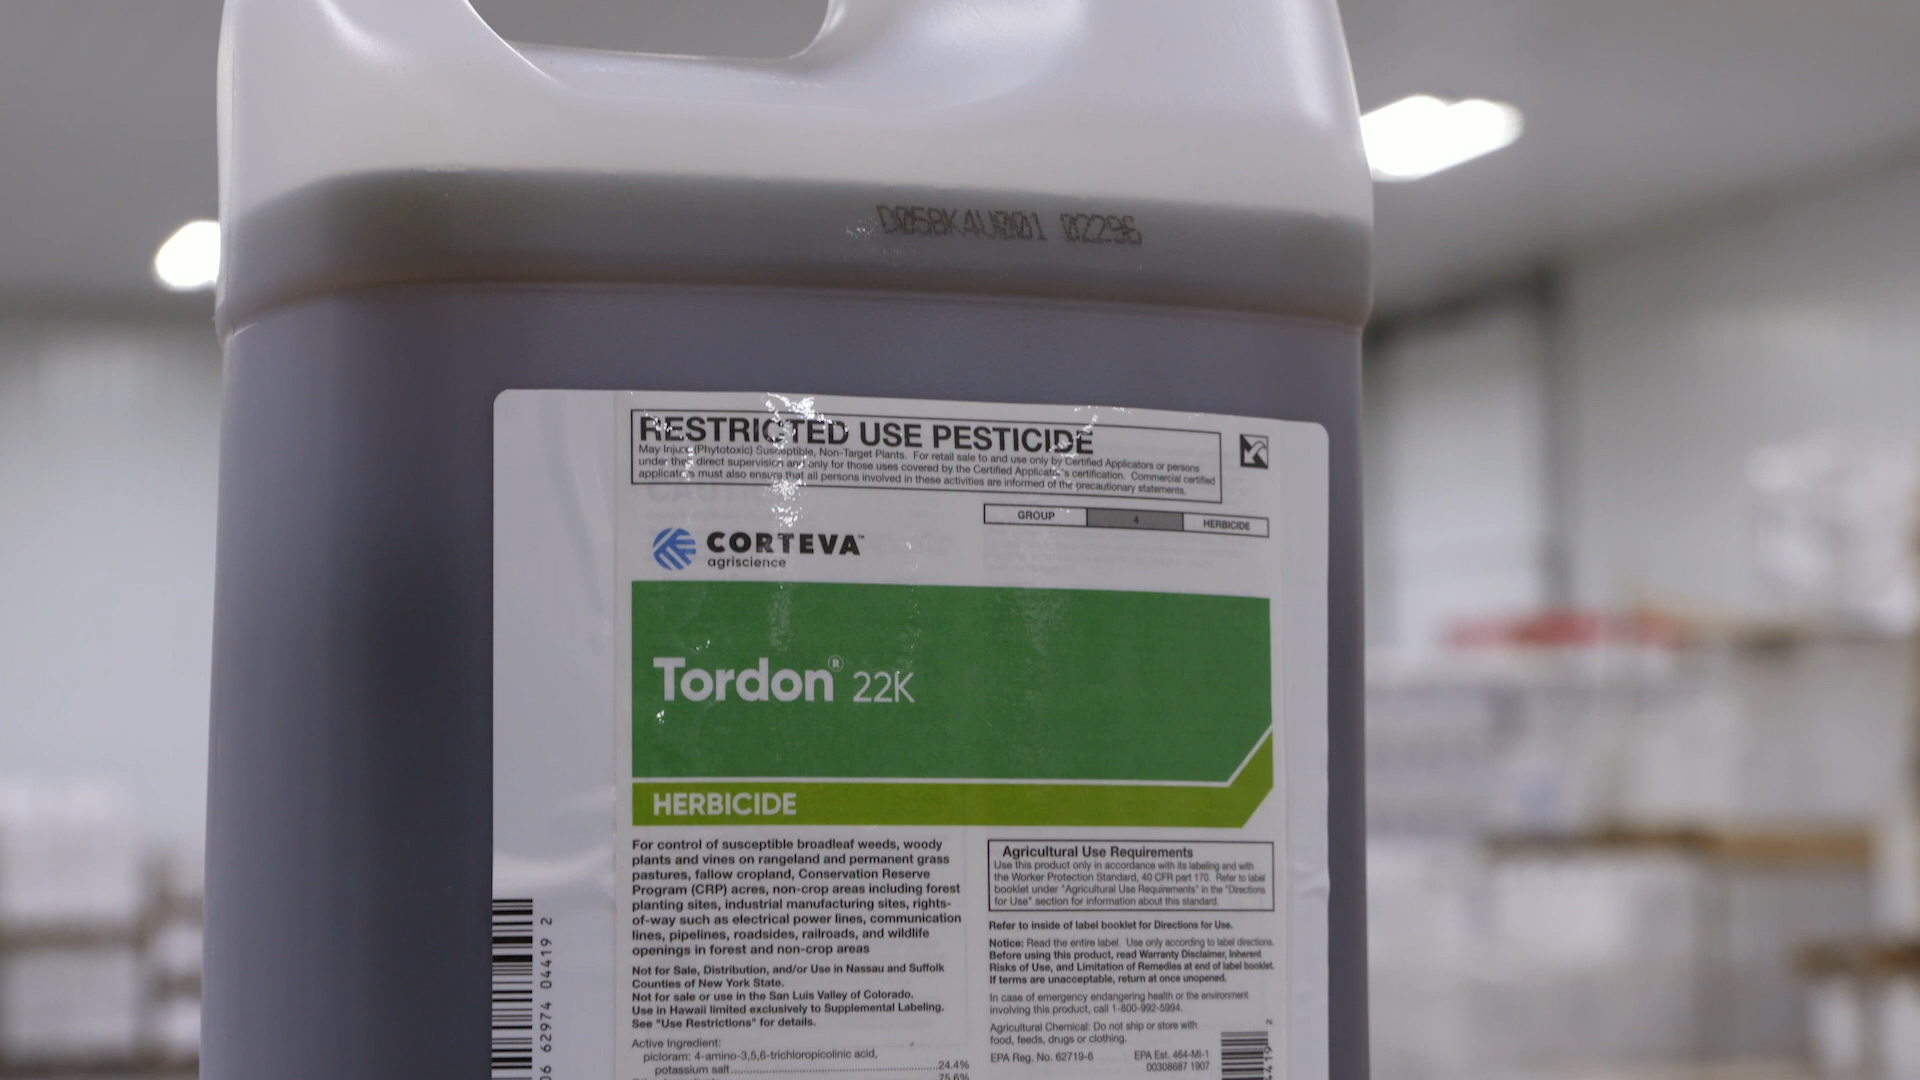 D058K4U001 02296
RESTRICTED USE PESTICIDE
May Injure (Phytotoxic) Susceptible, Non-Target Plants. For retail sale to and use only by Certified Applicators or persons
under their direct supervision and only for those uses covered by the Certified Applicator's certification. Commercial certified
applicators must also ensure that all persons involved in these activities are informed of the precautionary statements.
GROUP 4 HERBICIDE
CORTEVA™
agriscience
Tordon® 22K
HERBICIDE
For control of susceptible broadleaf weeds, woody
plants and vines on rangeland and permanent grass
pastures, fallow cropland, Conservation Reserve
Program (CRP) acres, non-crop areas including forest
planting sites, industrial manufacturing sites, rights-
of-way such as electrical power lines, communication
lines, pipelines, roadsides, railroads, and wildlife
openings in forest and non-crop areas
Not for Sale, Distribution, and/or Use in Nassau and Suffolk
Counties of New York State.
Not for sale or use in the San Luis Valley of Colorado.
Use in Hawaii limited exclusively to Supplemental Labeling.
See "Use Restrictions" for details.
Active Ingredient:
picloram: 4-amino-3,5,6-trichloropicolinic acid,
potassium salt 24.4%
75.6%
Agricultural Use Requirements
Use this product only in accordance with its labeling and with
the Worker Protection Standard, 40 CFR part 170. Refer to label
booklet under "Agricultural Use Requirements" in the "Directions
for Use" section for information about this standard.
Refer to inside of label booklet for Directions for Use.
Notice: Read the entire label. Use only according to label directions.
Before using this product, read Warranty Disclaimer, Inherent
Risks of Use, and Limitation of Remedies at end of label booklet.
If terms are unacceptable, return at once unopened.
In case of emergency endangering health or the environment
involving this product, call 1-800-992-5994.
Agricultural Chemical: Do not ship or store with
food, feeds, drugs or clothing.
EPA Reg. No. 62719-6 EPA Est. 464-MI-1
00308687 1907
06 62974 04419 2
4419 2